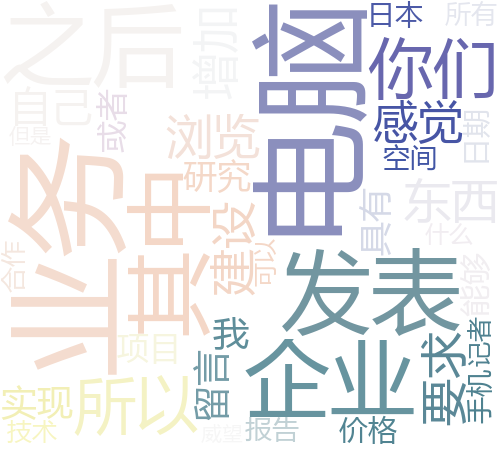 之后
增加
电脑
日本
所有
你们
自己
或者
浏览
感觉
日期
但是
空间
研究
业务
其中
建设
具有
东西
什么
合作
可以
发表
能够
我
项目
企业
要求
手机
记者
留言
实现
所以
技术
威望
报告
价格